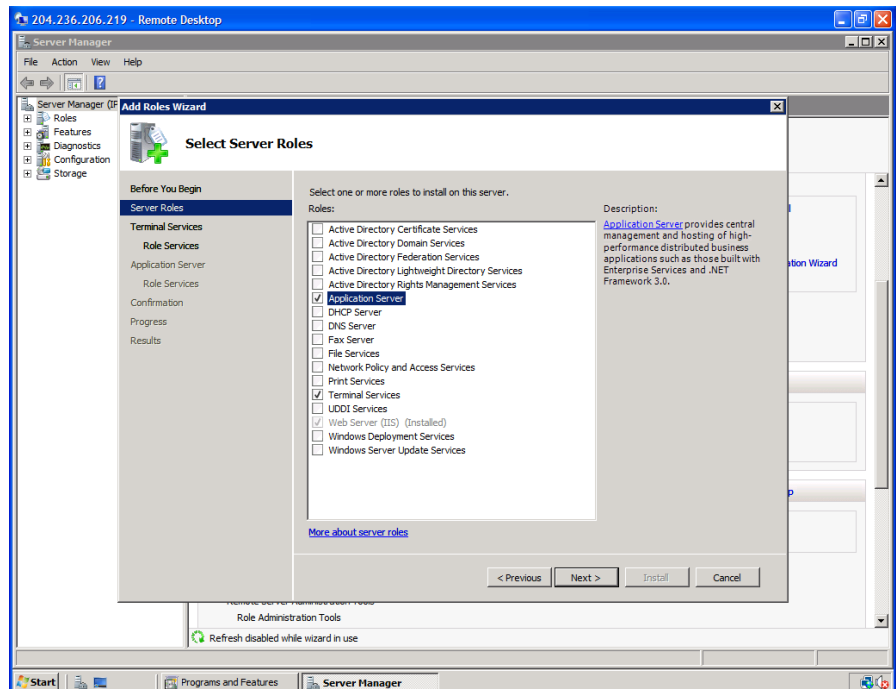 204.236.206.219 - Remote Desktop
Server Manager
File Action View Help
Server Manager (IP
Roles
Features
Diagnostics
Configuration
Storage
Add Roles Wizard
Select Server Roles
Before You Begin
Server Roles
Terminal Services
Role Services
Application Server
Role Services
Confirmation
Progress
Results
Select one or more roles to install on this server.
Roles:
Active Directory Certificate Services
Active Directory Domain Services
Active Directory Federation Services
Active Directory Lightweight Directory Services
Active Directory Rights Management Services
Application Server
DHCP Server
DNS Server
Fax Server
File Services
Network Policy and Access Services
Print Services
Terminal Services
UDDI Services
Web Server (IIS) (Installed)
Windows Deployment Services
Windows Server Update Services
More about server roles
Description:
Application Server provides central
management and hosting of high-
performance distributed business
applications such as those built with
Enterprise Services and .NET
Framework 3.0.
ation Wizard
p
< Previous
Next >
Install
Cancel
Role Administration Tools
Refresh disabled while wizard in use
Start
Programs and Features
Server Manager